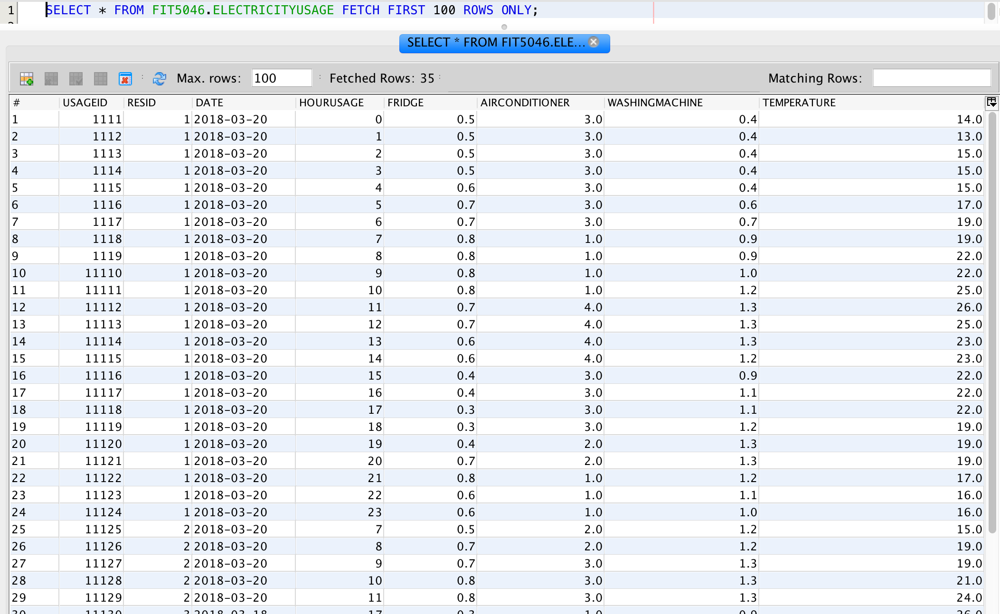 1 SELECT * FROM FIT5046.ELECTRICITYUSAGE FETCH FIRST 100 ROWS ONLY;
SELECT * FROM FIT5046.ELE...
Max. rows: 100 Fetched Rows: 35 Matching Rows:
# USAGEID RESID DATE HOURUSAGE FRIDGE AIRCONDITIONER WASHINGMACHINE TEMPERATURE
1 1111 1 2018-03-20 0 0.5 3.0 0.4 14.0
2 1112 1 2018-03-20 1 0.5 3.0 0.4 13.0
3 1113 1 2018-03-20 2 0.5 3.0 0.4 15.0
4 1114 1 2018-03-20 3 0.5 3.0 0.4 15.0
5 1115 1 2018-03-20 4 0.6 3.0 0.4 15.0
6 1116 1 2018-03-20 5 0.7 3.0 0.6 17.0
7 1117 1 2018-03-20 6 0.7 3.0 0.7 19.0
8 1118 1 2018-03-20 7 0.8 1.0 0.9 19.0
9 1119 1 2018-03-20 8 0.8 1.0 0.9 22.0
10 11110 1 2018-03-20 9 0.8 1.0 1.0 22.0
11 11111 1 2018-03-20 10 0.8 1.0 1.2 25.0
12 11112 1 2018-03-20 11 0.7 4.0 1.3 26.0
13 11113 1 2018-03-20 12 0.7 4.0 1.3 25.0
14 11114 1 2018-03-20 13 0.6 4.0 1.3 23.0
15 11115 1 2018-03-20 14 0.6 4.0 1.2 23.0
16 11116 1 2018-03-20 15 0.4 3.0 0.9 22.0
17 11117 1 2018-03-20 16 0.4 3.0 1.1 22.0
18 11118 1 2018-03-20 17 0.3 3.0 1.1 22.0
19 11119 1 2018-03-20 18 0.3 3.0 1.2 19.0
20 11120 1 2018-03-20 19 0.4 2.0 1.3 19.0
21 11121 1 2018-03-20 20 0.7 2.0 1.3 19.0
22 11122 1 2018-03-20 21 0.8 1.0 1.2 17.0
23 11123 1 2018-03-20 22 0.6 1.0 1.1 16.0
24 11124 1 2018-03-20 23 0.6 1.0 1.0 16.0
25 11125 2 2018-03-20 7 0.5 2.0 1.2 15.0
26 11126 2 2018-03-20 8 0.7 2.0 1.2 19.0
27 11127 2 2018-03-20 9 0.7 3.0 1.3 19.0
28 11128 2 2018-03-20 10 0.8 3.0 1.3 21.0
29 11129 2 2018-03-20 11 0.8 3.0 1.3 24.0